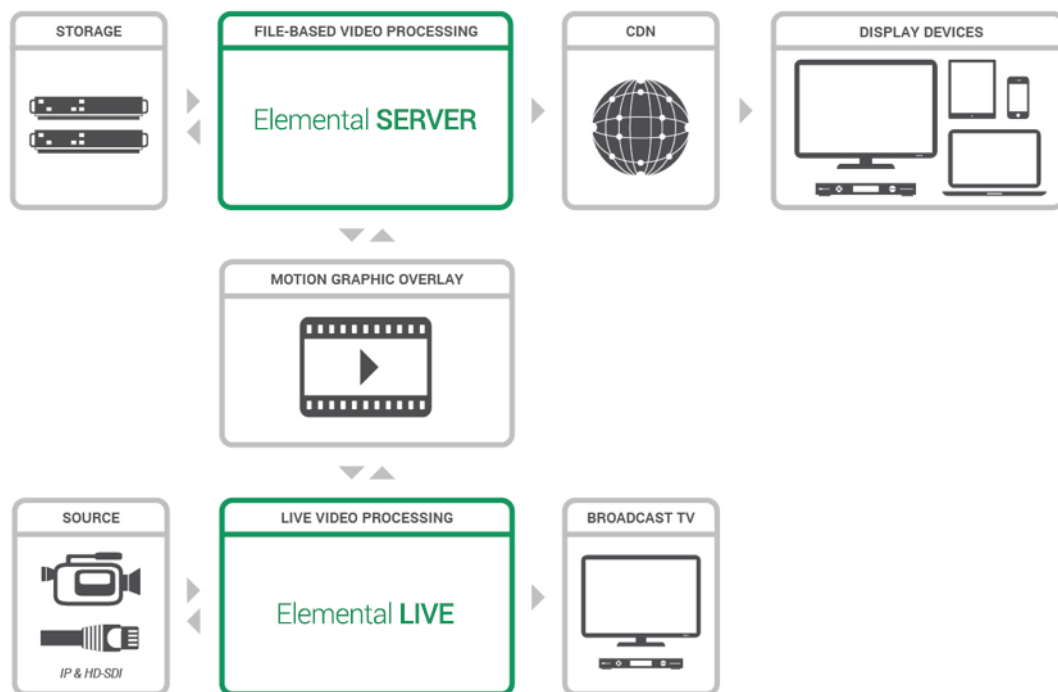 STORAGE
FILE-BASED VIDEO PROCESSING
CDN
DISPLAY DEVICES
Elemental SERVER
MOTION GRAPHIC OVERLAY
SOURCE
LIVE VIDEO PROCESSING
BROADCAST TV
Elemental LIVE
IP & HD-SDI